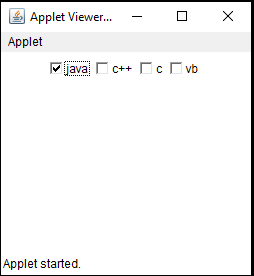 Applet Viewer...
Applet
java c++ c vb
Applet started.